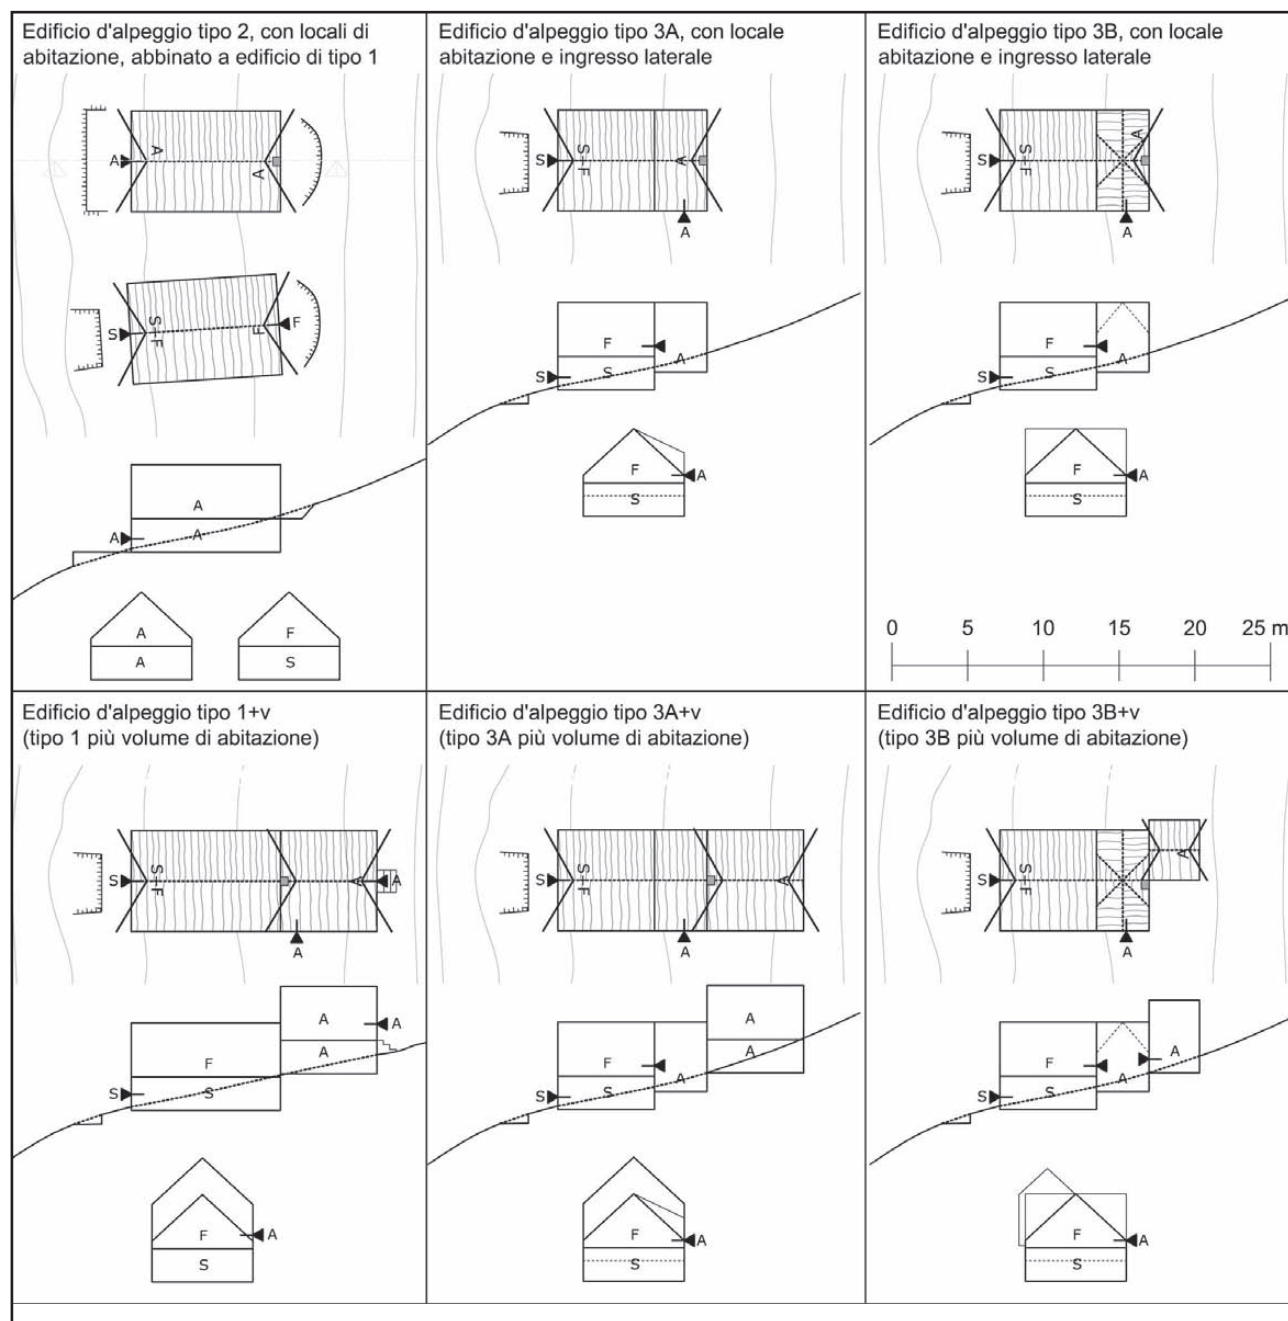 Edificio d'alpeggio tipo 2, con locali di
abitazione, abbinato a edificio di tipo 1
A
A
A
S
S-F
F
F
A
A
A
A
A
F
S
Edificio d'alpeggio tipo 3A, con locale
abitazione e ingresso laterale
S
S-F
A
A
F
S
S
A
F
S
A
Edificio d'alpeggio tipo 3B, con locale
abitazione e ingresso laterale
S
S-F
A
A
F
S
S
A
F
S
A
0 5 10 15 20 25 m
Edificio d'alpeggio tipo 1+v
(tipo 1 più volume di abitazione)
S
S-F
A
A
A
A
A
A
F
S
S
F
S
A
Edificio d'alpeggio tipo 3A+v
(tipo 3A più volume di abitazione)
S
S-F
A
A
A
A
F
S
S
A
F
S
A
Edificio d'alpeggio tipo 3B+v
(tipo 3B più volume di abitazione)
S
S-F
A
A
F
A
S
S
A
F
S
A